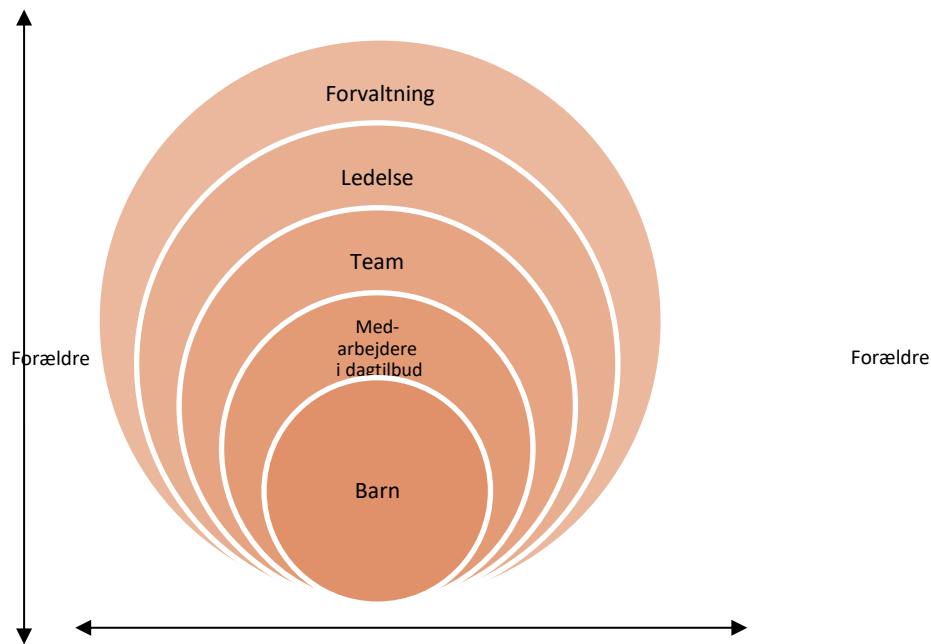 Forvaltning
Ledelse
Team
Med-
arbejdere
i dagtilbud
Forældre
Forældre
Barn